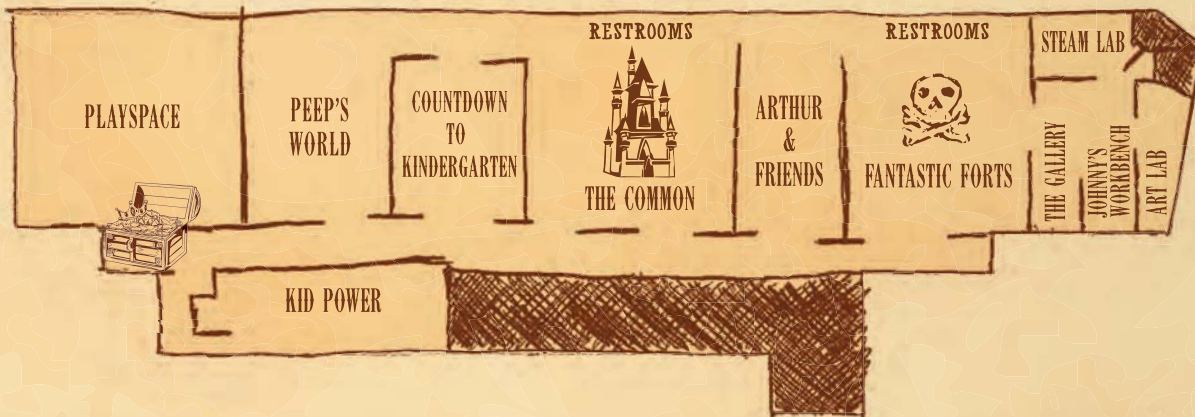 PLAYSPACE
PEEP'S
WORLD
COUNTDOWN
TO
KINDERGARTEN
RESTROOMS
THE COMMON
ARTHUR
&
FRIENDS
RESTROOMS
FANTASTIC FORTS
STEAM LAB
THE GALLERY
JOHNNY'S
WORKBENCH
ART LAB
KID POWER